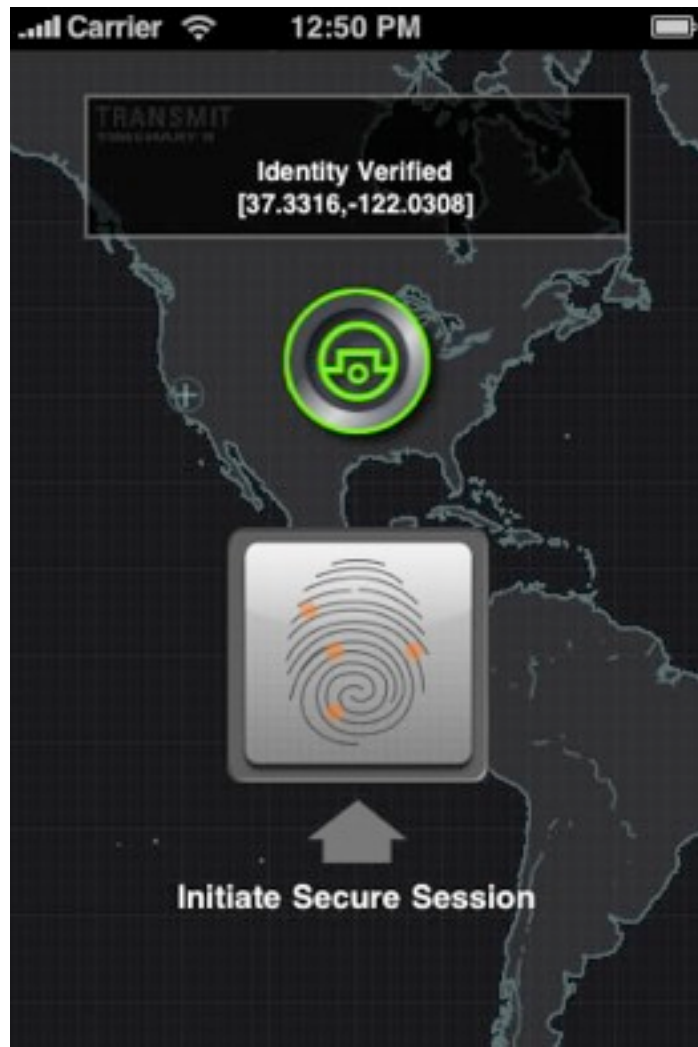 Carrier 12:50 PM
TRANSMIT
Identity Verified
[37.3316,-122.0308]
Initiate Secure Session